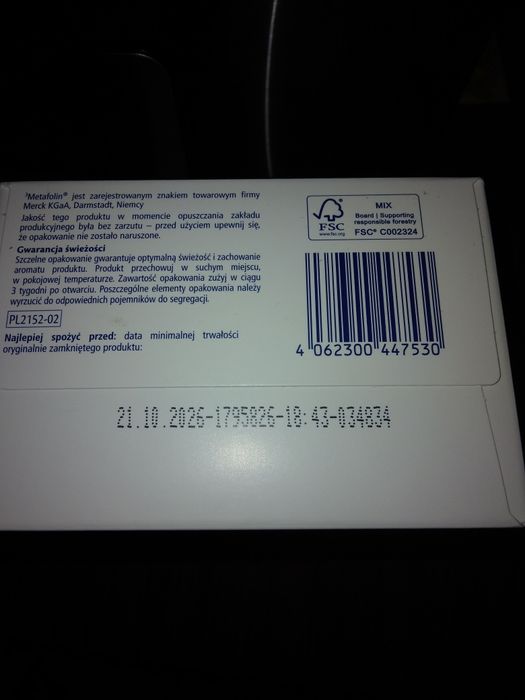 ¹Metafolin® jest zarejestrowanym znakiem towarowym firmy
Merck KGaA, Darmstadt, Niemcy
Jakość tego produktu w momencie opuszczania zakładu
produkcyjnego była bez zarzutu – przed użyciem upewnij się,
że opakowanie nie zostało naruszone.
Gwarancja świeżości
Szczelne opakowanie gwarantuje optymalną świeżość i zachowanie
aromatu produktu. Produkt przechowuj w suchym miejscu,
w pokojowej temperaturze. Zawartość opakowania zużyj w ciągu
3 tygodni po otwarciu. Poszczególne elementy opakowania należy
wyrzucić do odpowiednich pojemników do segregacji.
PL2152-02
Najlepiej spożyć przed: data minimalnej trwałości
oryginalnie zamkniętego produktu:
FSC
www.fsc.org
MIX
Board | Supporting
responsible forestry
FSC® C002324
4 062300 447530
21.10.2026-1795826-18:43-034834